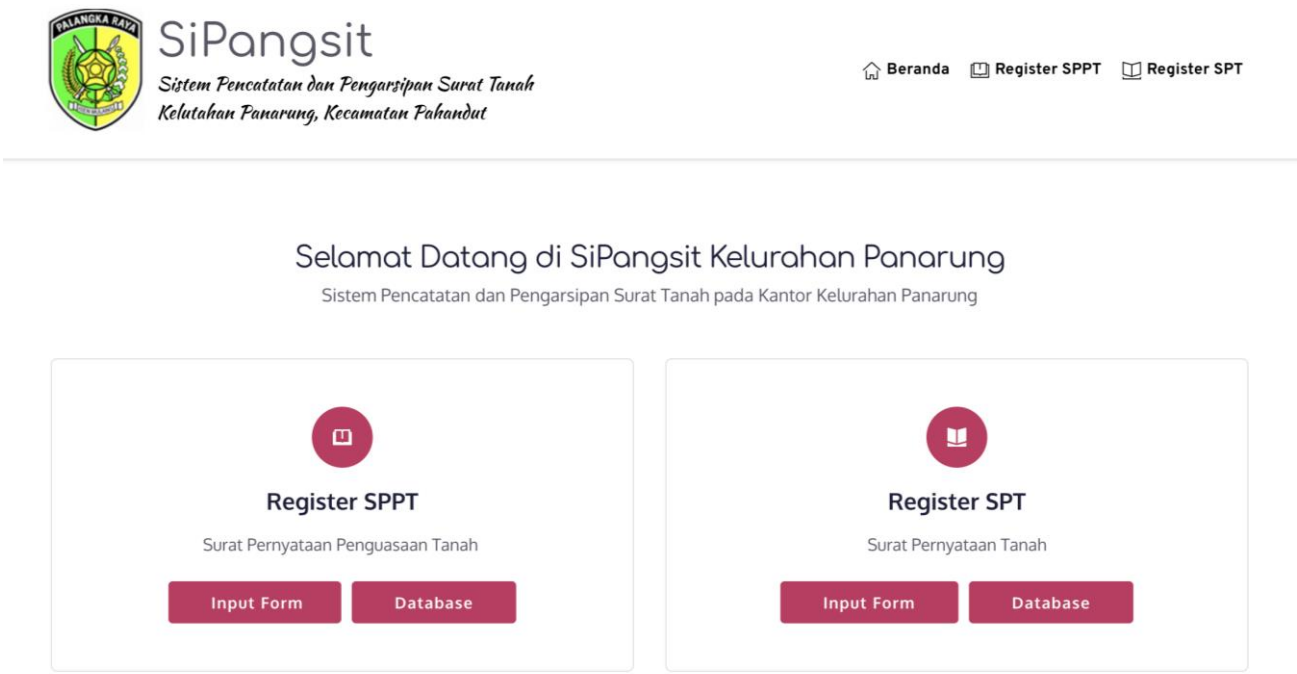 PALANGKA RAYA
SiPangsit
Sistem Pencatatan dan Pengarsipan Surat Tanah
Kelutahan Panarung, Kecamatan Pahandut
Beranda Register SPPT Register SPT
Selamat Datang di SiPangsit Kelurahan Panarung
Sistem Pencatatan dan Pengarsipan Surat Tanah pada Kantor Kelurahan Panarung
Register SPPT
Surat Pernyataan Penguasaan Tanah
Input Form Database
Register SPT
Surat Pernyataan Tanah
Input Form Database